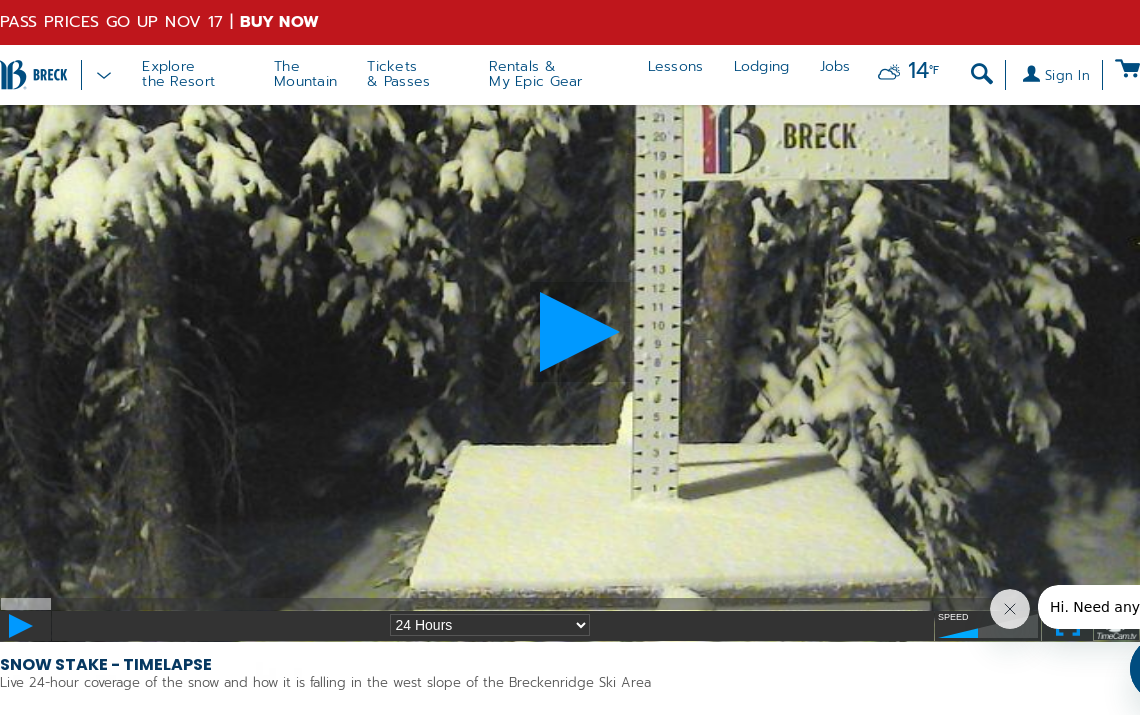 PASS PRICES GO UP NOV 17 | BUY NOW
B BRECK
Explore
the Resort
The
Mountain
Tickets
& Passes
Rentals &
My Epic Gear
Lessons
Lodging
Jobs
14°F
Sign In
B BRECK
21
20
19
18
17
16
15
14
13
12
11
10
9
8
7
6
5
4
3
2
1
24 Hours
SPEED
Hi. Need any
TimeCam.tv
SNOW STAKE - TIMELAPSE
Live 24-hour coverage of the snow and how it is falling in the west slope of the Breckenridge Ski Area